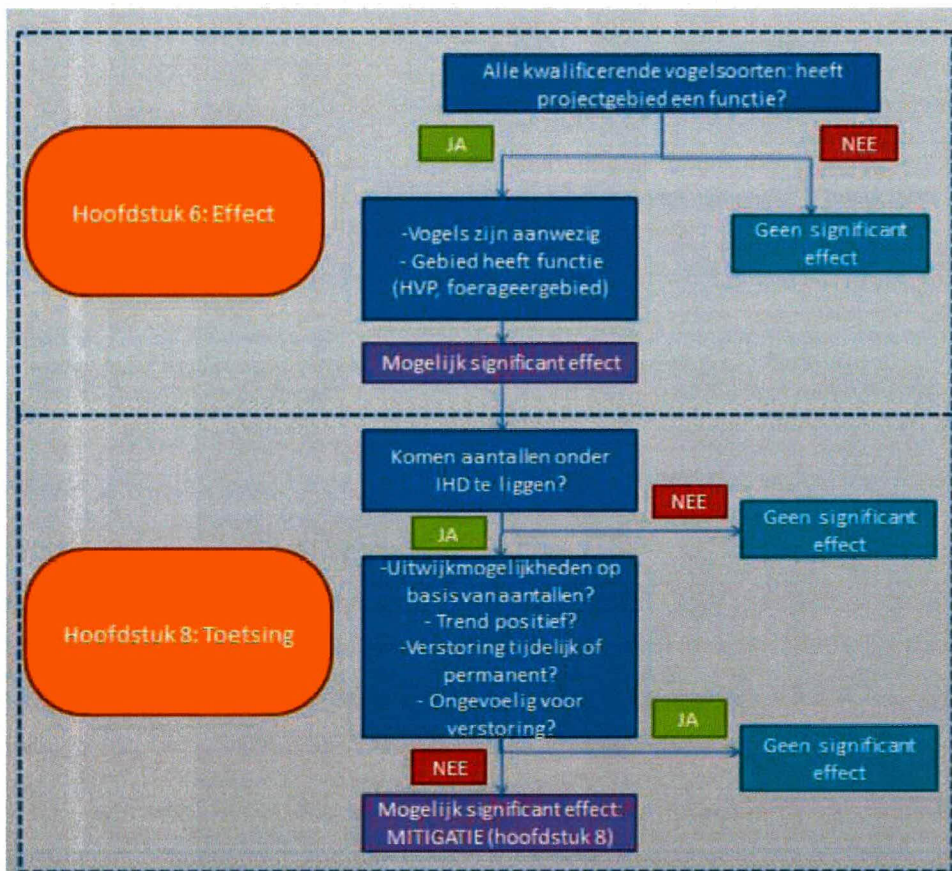 Alle kwalificerende vogelsoorten: heeft
projectgebied een functie?
JA
NEE
Hoofdstuk 6: Effect
-Vogels zijn aanwezig
- Gebied heeft functie
(HVP, foerageergebied)
Geen significant
effect
Mogelijk significant effect
Komen aantallen onder
IHD te liggen?
NEE
JA
Geen significant
effect
Hoofdstuk 8: Toetsing
-Uitwijkmogelijkheden op
basis van aantallen?
- Trend positief?
-Verstoring tijdelijk of
permanent?
- Ongevoelig voor
verstoring?
JA
NEE
Geen significant
effect
Mogelijk significant effect:
MITIGATIE (hoofdstuk 8)